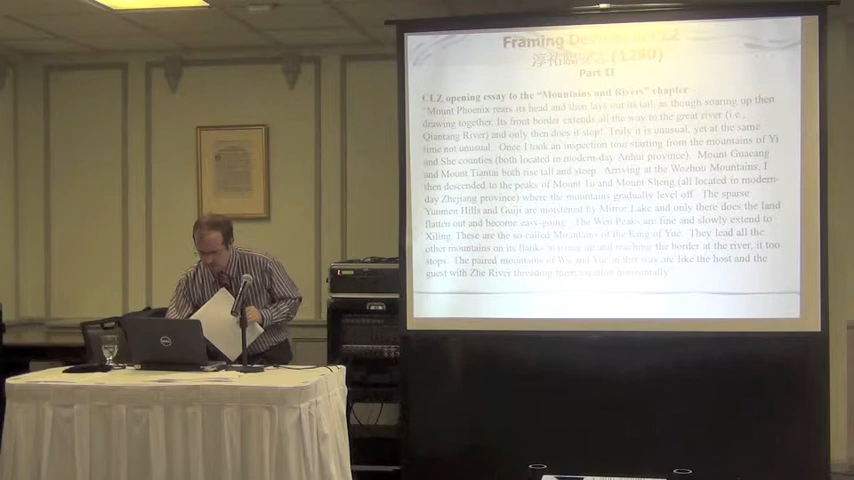 Framing
Part II
CLZ opening essay to the "Mountains and Rivers" chapter
"Mount Phoenix rears its head and then lays out its tail, as though soaring up then
drawing together. Its front border extends all the way to the great river (i.e.,
Qiantang River) and only then does it stop! Truly it is unusual, yet at the same
time not unusual. Once I took an inspection tour starting from the mountains of Yi
and She counties (both located in modern-day Anhui province). Mount Guacang
and Mount Tiantai both rise tall and steep. Arriving at the Wozhou Mountains, I
then descended to the peaks of Mount Tu and Mount Sheng (all located in modern-
day Zhejiang province) where the mountains gradually level off. The sparse
Yunmen Hills and Guiji are moistened by Mirror Lake and only there does the land
flatten out and become easy-going. The Wen Peaks are fine and slowly extend to
Xiling. These are the so-called Mountains of the King of Yue. They lead all the
other mountains on its flanks in rising up and reaching the border at the river, it too
stops. The paired mountains of Wu and Yue in this way are like the host and the
guest with Zhe River threading from
DELL